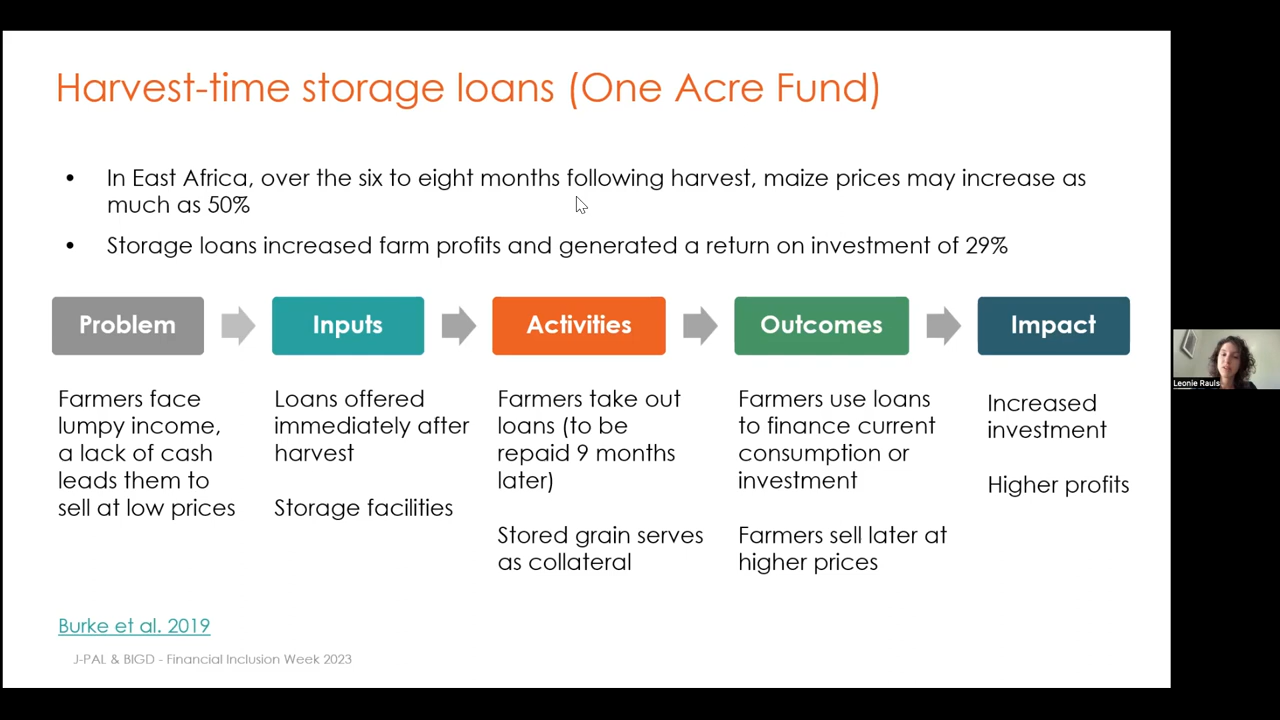 Harvest-time storage loans (One Acre Fund)
• In East Africa, over the six to eight months following harvest, maize prices may increase as
much as 50%
• Storage loans increased farm profits and generated a return on investment of 29%
Problem
Inputs
Activities
Outcomes
Impact
Farmers face
lumpy income,
a lack of cash
leads them to
sell at low prices
Loans offered
immediately after
harvest
Storage facilities
Farmers take out
loans (to be
repaid 9 months
later)
Stored grain serves
as collateral
Farmers use loans
to finance current
consumption or
investment
Farmers sell later at
higher prices
Increased
investment
Higher profits
Burke et al. 2019
J-PAL & BIGD - Financial Inclusion Week 2023
Leonie Rauls